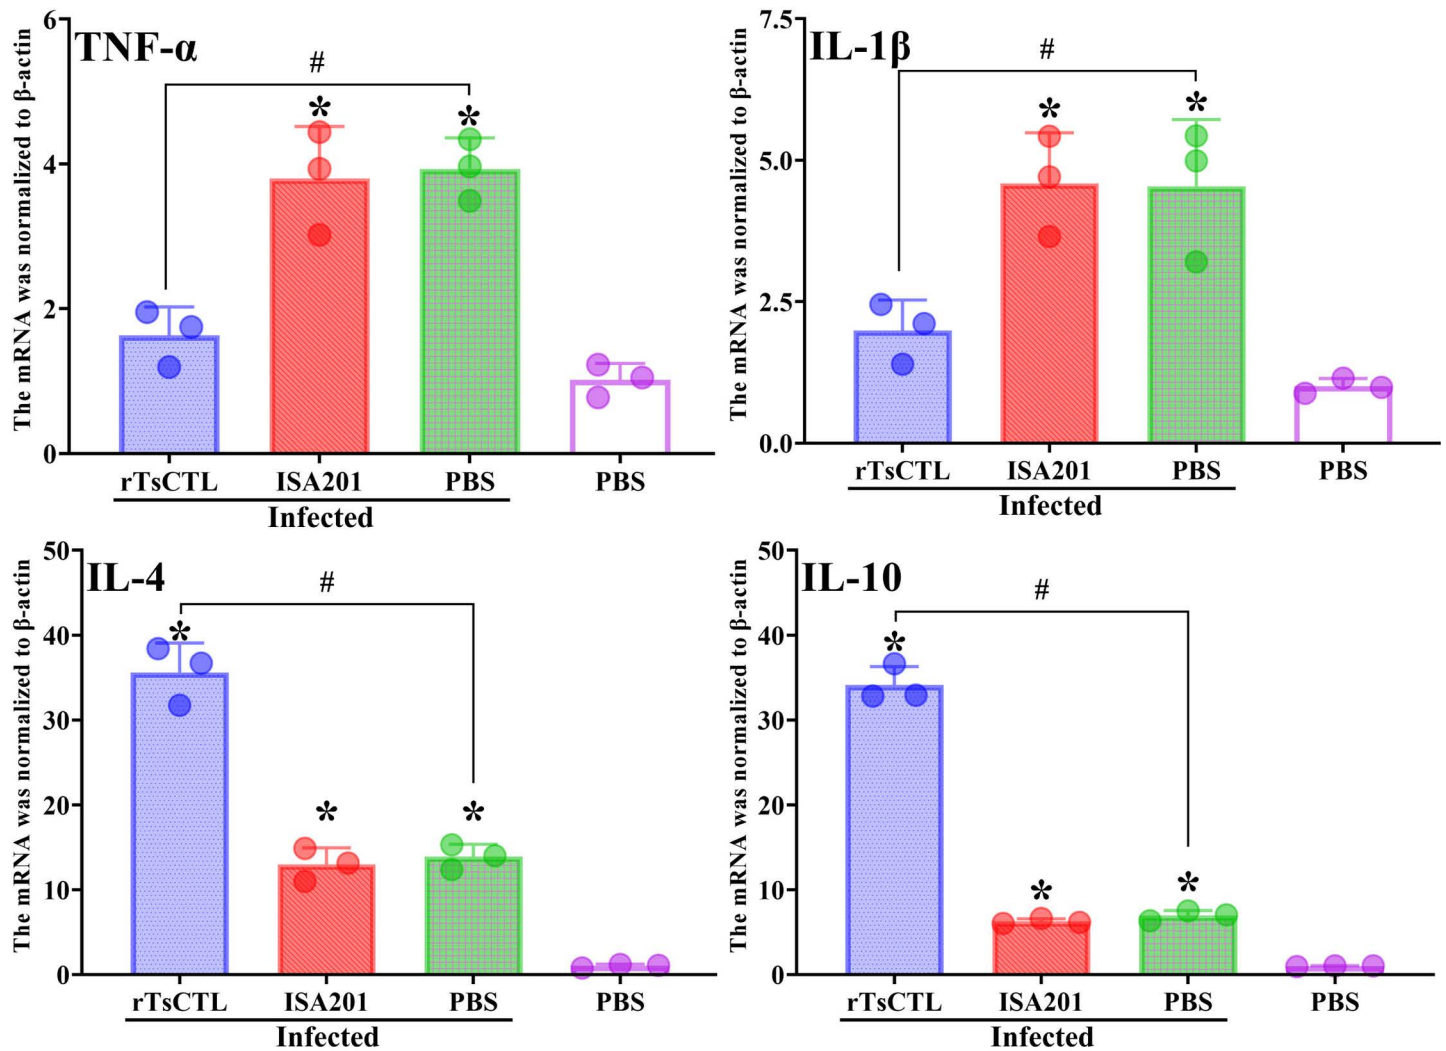 The mRNA was normalized to β-actin
TNF-α
#
*
*
6
4
2
0
rTsCTL ISA201 PBS PBS
Infected
The mRNA was normalized to β-actin
IL-1β
#
*
*
7.5
5.0
2.5
0.0
rTsCTL ISA201 PBS PBS
Infected
The mRNA was normalized to β-actin
IL-4
#
*
*
*
50
40
30
20
10
0
rTsCTL ISA201 PBS PBS
Infected
The mRNA was normalized to β-actin
IL-10
#
*
*
*
50
40
30
20
10
0
rTsCTL ISA201 PBS PBS
Infected